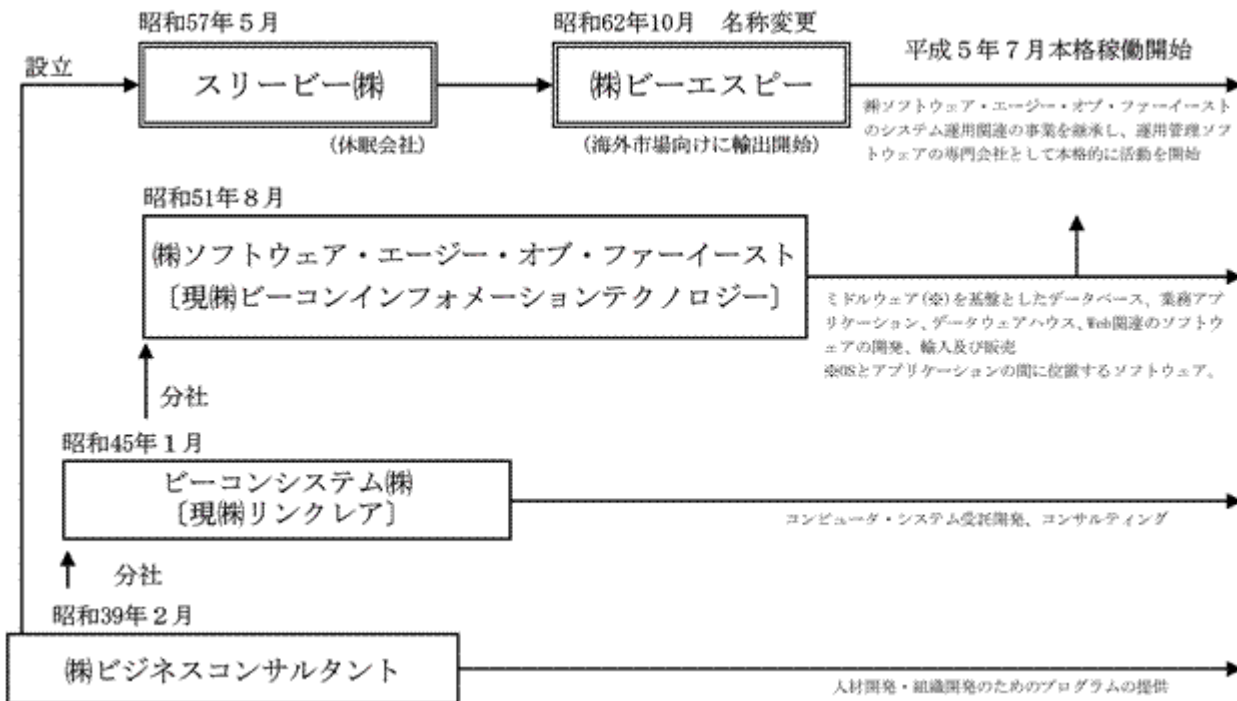 昭和57年5月
昭和62年10月 名称変更
平成5年7月本格稼働開始
設立
スリービー㈱
㈱ビーエスピー
(休眠会社)
(海外市場向けに輸出開始)
㈱ソフトウェア・エージー・オブ・ファーイースト
のシステム運用関連の事業を継承し、運用管理ソフ
トウェアの専門会社として本格的に活動を開始
昭和51年8月
㈱ソフトウェア・エージー・オブ・ファーイースト
〔現㈱ビーコンインフォメーションテクノロジー〕
ミドルウェア(※)を基盤としたデータベース、業務アプ
リケーション、データウェアハウス、Web関連のソフトウ
ェアの開発、輸入及び販売
※OSとアプリケーションの間に位置するソフトウェア。
分社
昭和45年1月
ビーコンシステム㈱
〔現㈱リンクレア〕
コンピュータ・システム受託開発、コンサルティング
分社
昭和39年2月
㈱ビジネスコンサルタント
人材開発・組織開発のためのプログラムの提供